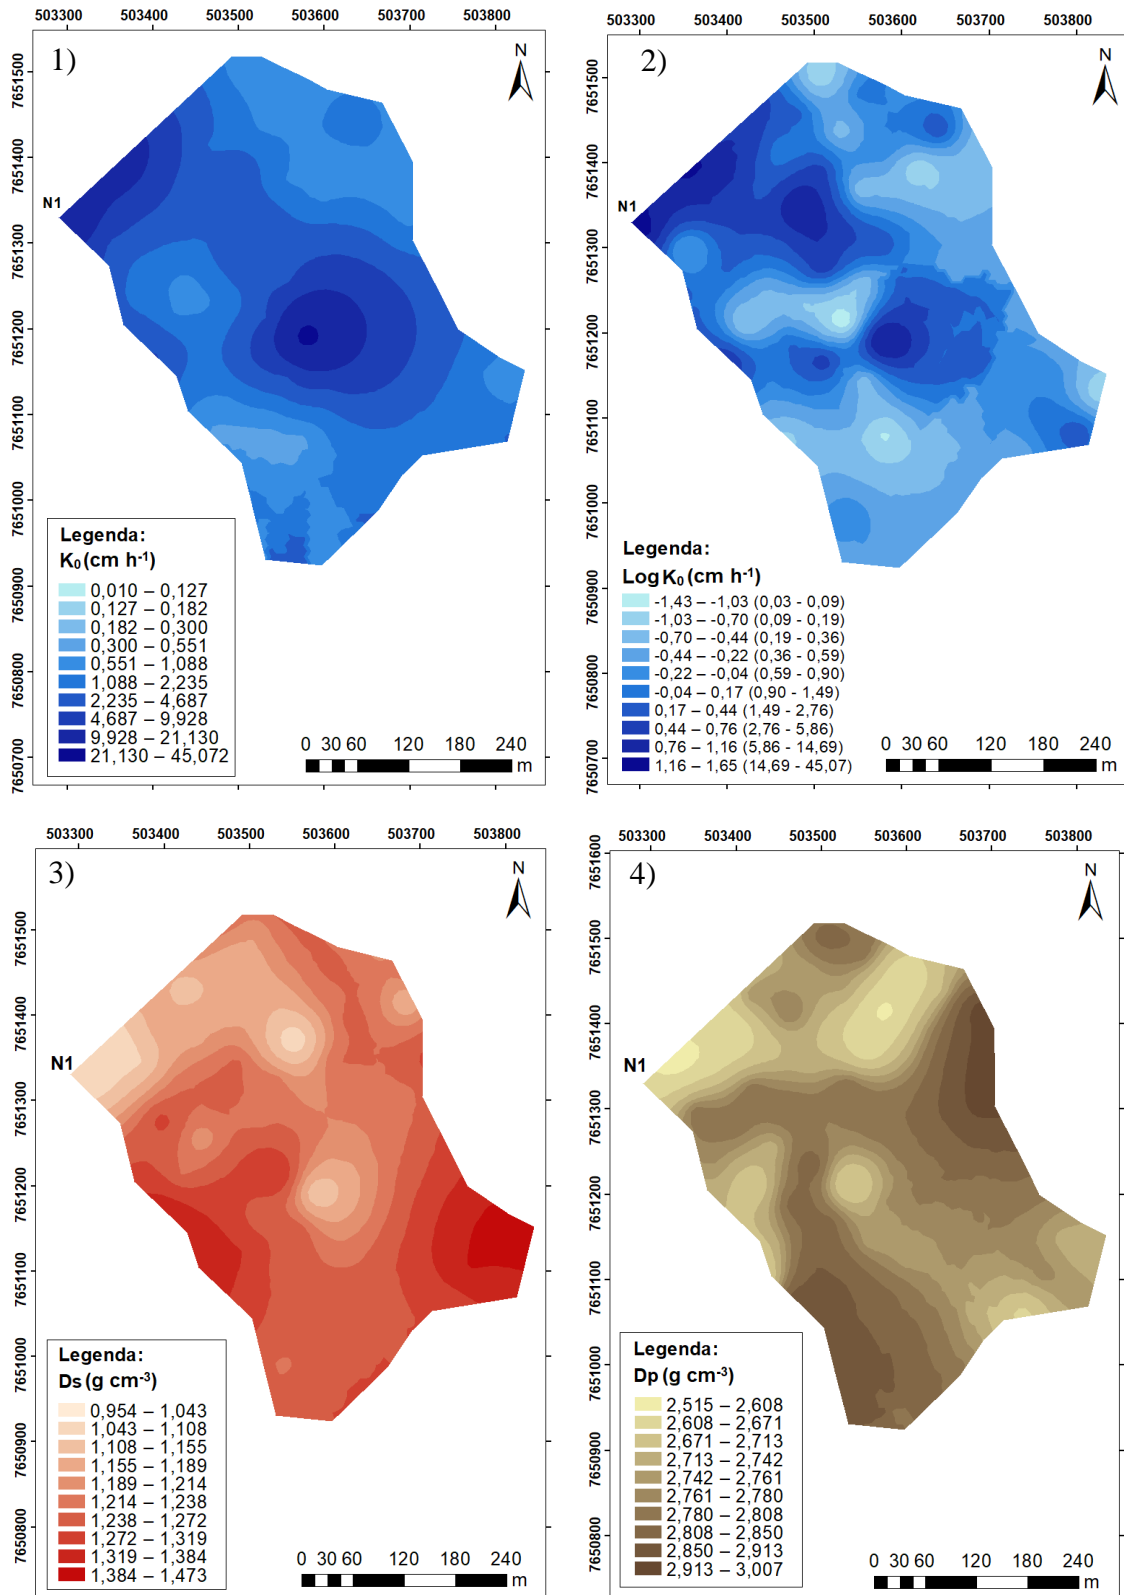 503300 503400 503500 503600 503700 503800
1)
N
7651500
7651400
7651300
7651200
7651100
7651000
7650900
7650800
7650700
N1
Legenda:
K₀ (cm h⁻¹)
0,010 – 0,127
0,127 – 0,182
0,182 – 0,300
0,300 – 0,551
0,551 – 1,088
1,088 – 2,235
2,235 – 4,687
4,687 – 9,928
9,928 – 21,130
21,130 – 45,072
0 30 60 120 180 240
m
503300 503400 503500 503600 503700 503800
2)
N
7651500
7651400
7651300
7651200
7651100
7651000
7650900
7650800
7650700
N1
Legenda:
Log K₀ (cm h⁻¹)
-1,43 – -1,03 (0,03 - 0,09)
-1,03 – -0,70 (0,09 - 0,19)
-0,70 – -0,44 (0,19 - 0,36)
-0,44 – -0,22 (0,36 - 0,59)
-0,22 – -0,04 (0,59 - 0,90)
-0,04 – 0,17 (0,90 - 1,49)
0,17 – 0,44 (1,49 - 2,76)
0,44 – 0,76 (2,76 - 5,86)
0,76 – 1,16 (5,86 - 14,69)
1,16 – 1,65 (14,69 - 45,07)
0 30 60 120 180 240
m
503300 503400 503500 503600 503700 503800
3)
N
7651500
7651400
7651300
7651200
7651100
7651000
7650900
7650800
N1
Legenda:
Ds (g cm⁻³)
0,954 – 1,043
1,043 – 1,108
1,108 – 1,155
1,155 – 1,189
1,189 – 1,214
1,214 – 1,238
1,238 – 1,272
1,272 – 1,319
1,319 – 1,384
1,384 – 1,473
0 30 60 120 180 240
m
503300 503400 503500 503600 503700 503800
4)
N
7651600
7651500
7651400
7651300
7651200
7651100
7651000
7650900
7650800
N1
Legenda:
Dp (g cm⁻³)
2,515 – 2,608
2,608 – 2,671
2,671 – 2,713
2,713 – 2,742
2,742 – 2,761
2,761 – 2,780
2,780 – 2,808
2,808 – 2,850
2,850 – 2,913
2,913 – 3,007
0 30 60 120 180 240
m